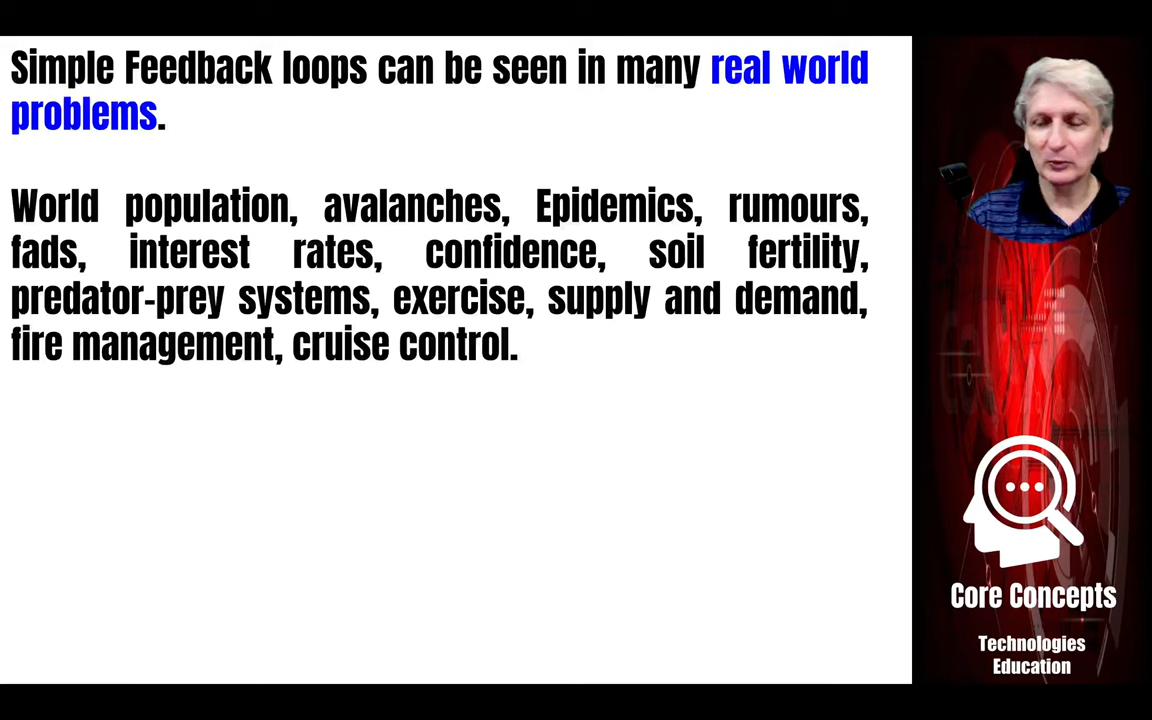 Simple Feedback loops can be seen in many real world
problems.
World population, avalanches, Epidemics, rumours,
fads, interest rates, confidence, soil fertility,
predator-prey systems, exercise, supply and demand,
fire management, cruise control.
Core Concepts
Technologies
Education